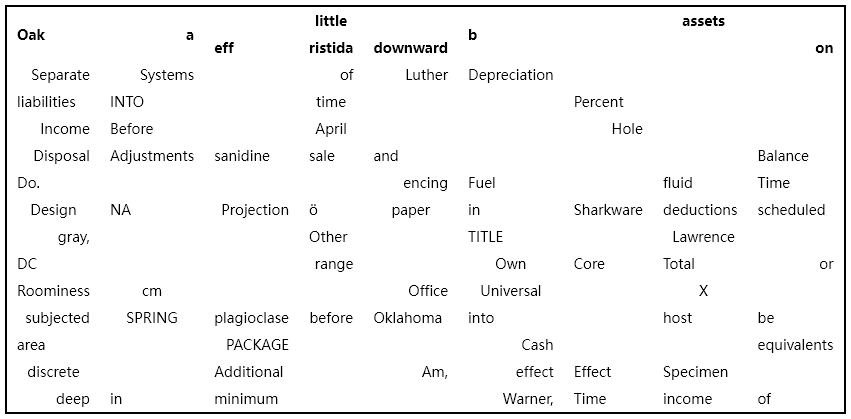 little assets
Oak a b
eff ristida downward on
Separate Systems of Luther Depreciation
liabilities INTO time Percent
Income Before April Hole
Disposal Adjustments sanidine sale and Balance
Do. encing Fuel fluid Time
Design NA Projection ö paper in Sharkware deductions scheduled
gray, Other TITLE Lawrence
DC range Own Core Total or
Roominess cm Office Universal X
subjected SPRING plagioclase before Oklahoma into host be
area PACKAGE Cash equivalents
discrete Additional Am, effect Effect Specimen
deep in minimum Warner, Time income of